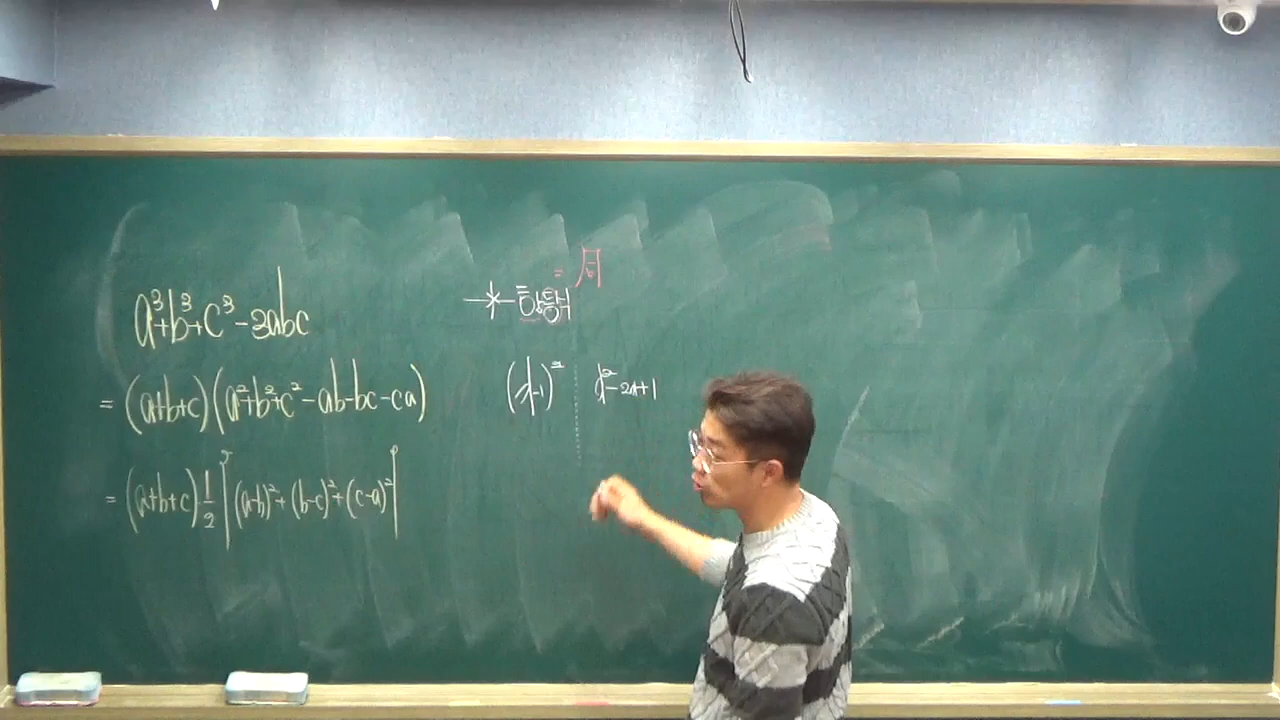 a³+b³+c³-3abc
= (a+b+c)(a²+b²+c²-ab-bc-ca)
= (a+b+c)½[(a-b)²+(b-c)²+(c-a)²]
= 
항등식
(x-1)²
x²-2x+1